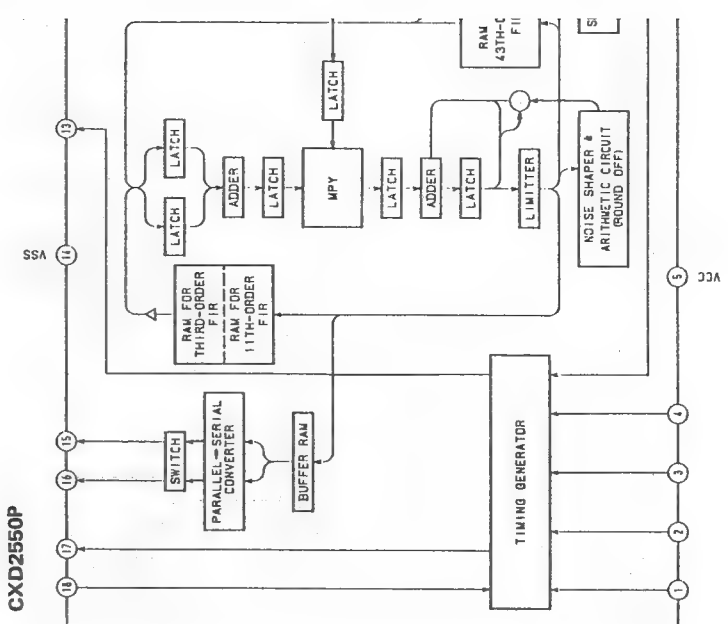 CXD2550P
18
17
16
15
14
VSS
13
SWITCH
PARALLEL→SERIAL
CONVERTER
BUFFER RAM
RAM FOR
THIRD-ORDER
FIR
RAM FOR
11TH-ORDER
FIR
LATCH
LATCH
ADDER
LATCH
MPY
LATCH
LATCH
ADDER
LATCH
LIMITTER
NOISE SHAPER &
ARITHMETIC CIRCUIT
(ROUND OFF)
RAM
43TH-
FI
TIMING GENERATOR
1
2
3
4
5
VCC